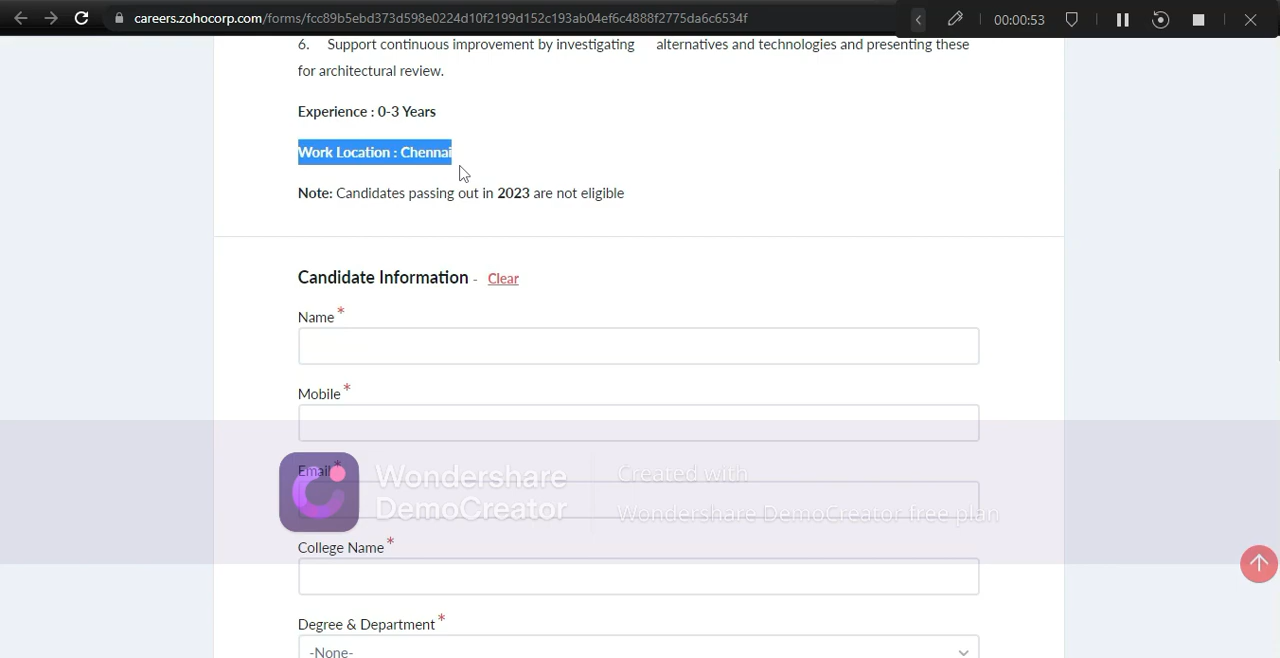 careers.zohocorp.com/forms/fcc89b5ebd373d598e0224d10f2199d152c193ab04ef6c4888f2775da6c6534f
00:00:53
6. Support continuous improvement by investigating alternatives and technologies and presenting these
for architectural review.
Experience : 0-3 Years
Work Location : Chennai
Note: Candidates passing out in 2023 are not eligible
Candidate Information - Clear
Name *
Mobile *
Email *
Wondershare
DemoCreator
Created with
Wondershare DemoCreator free plan
College Name *
Degree & Department *
-None-